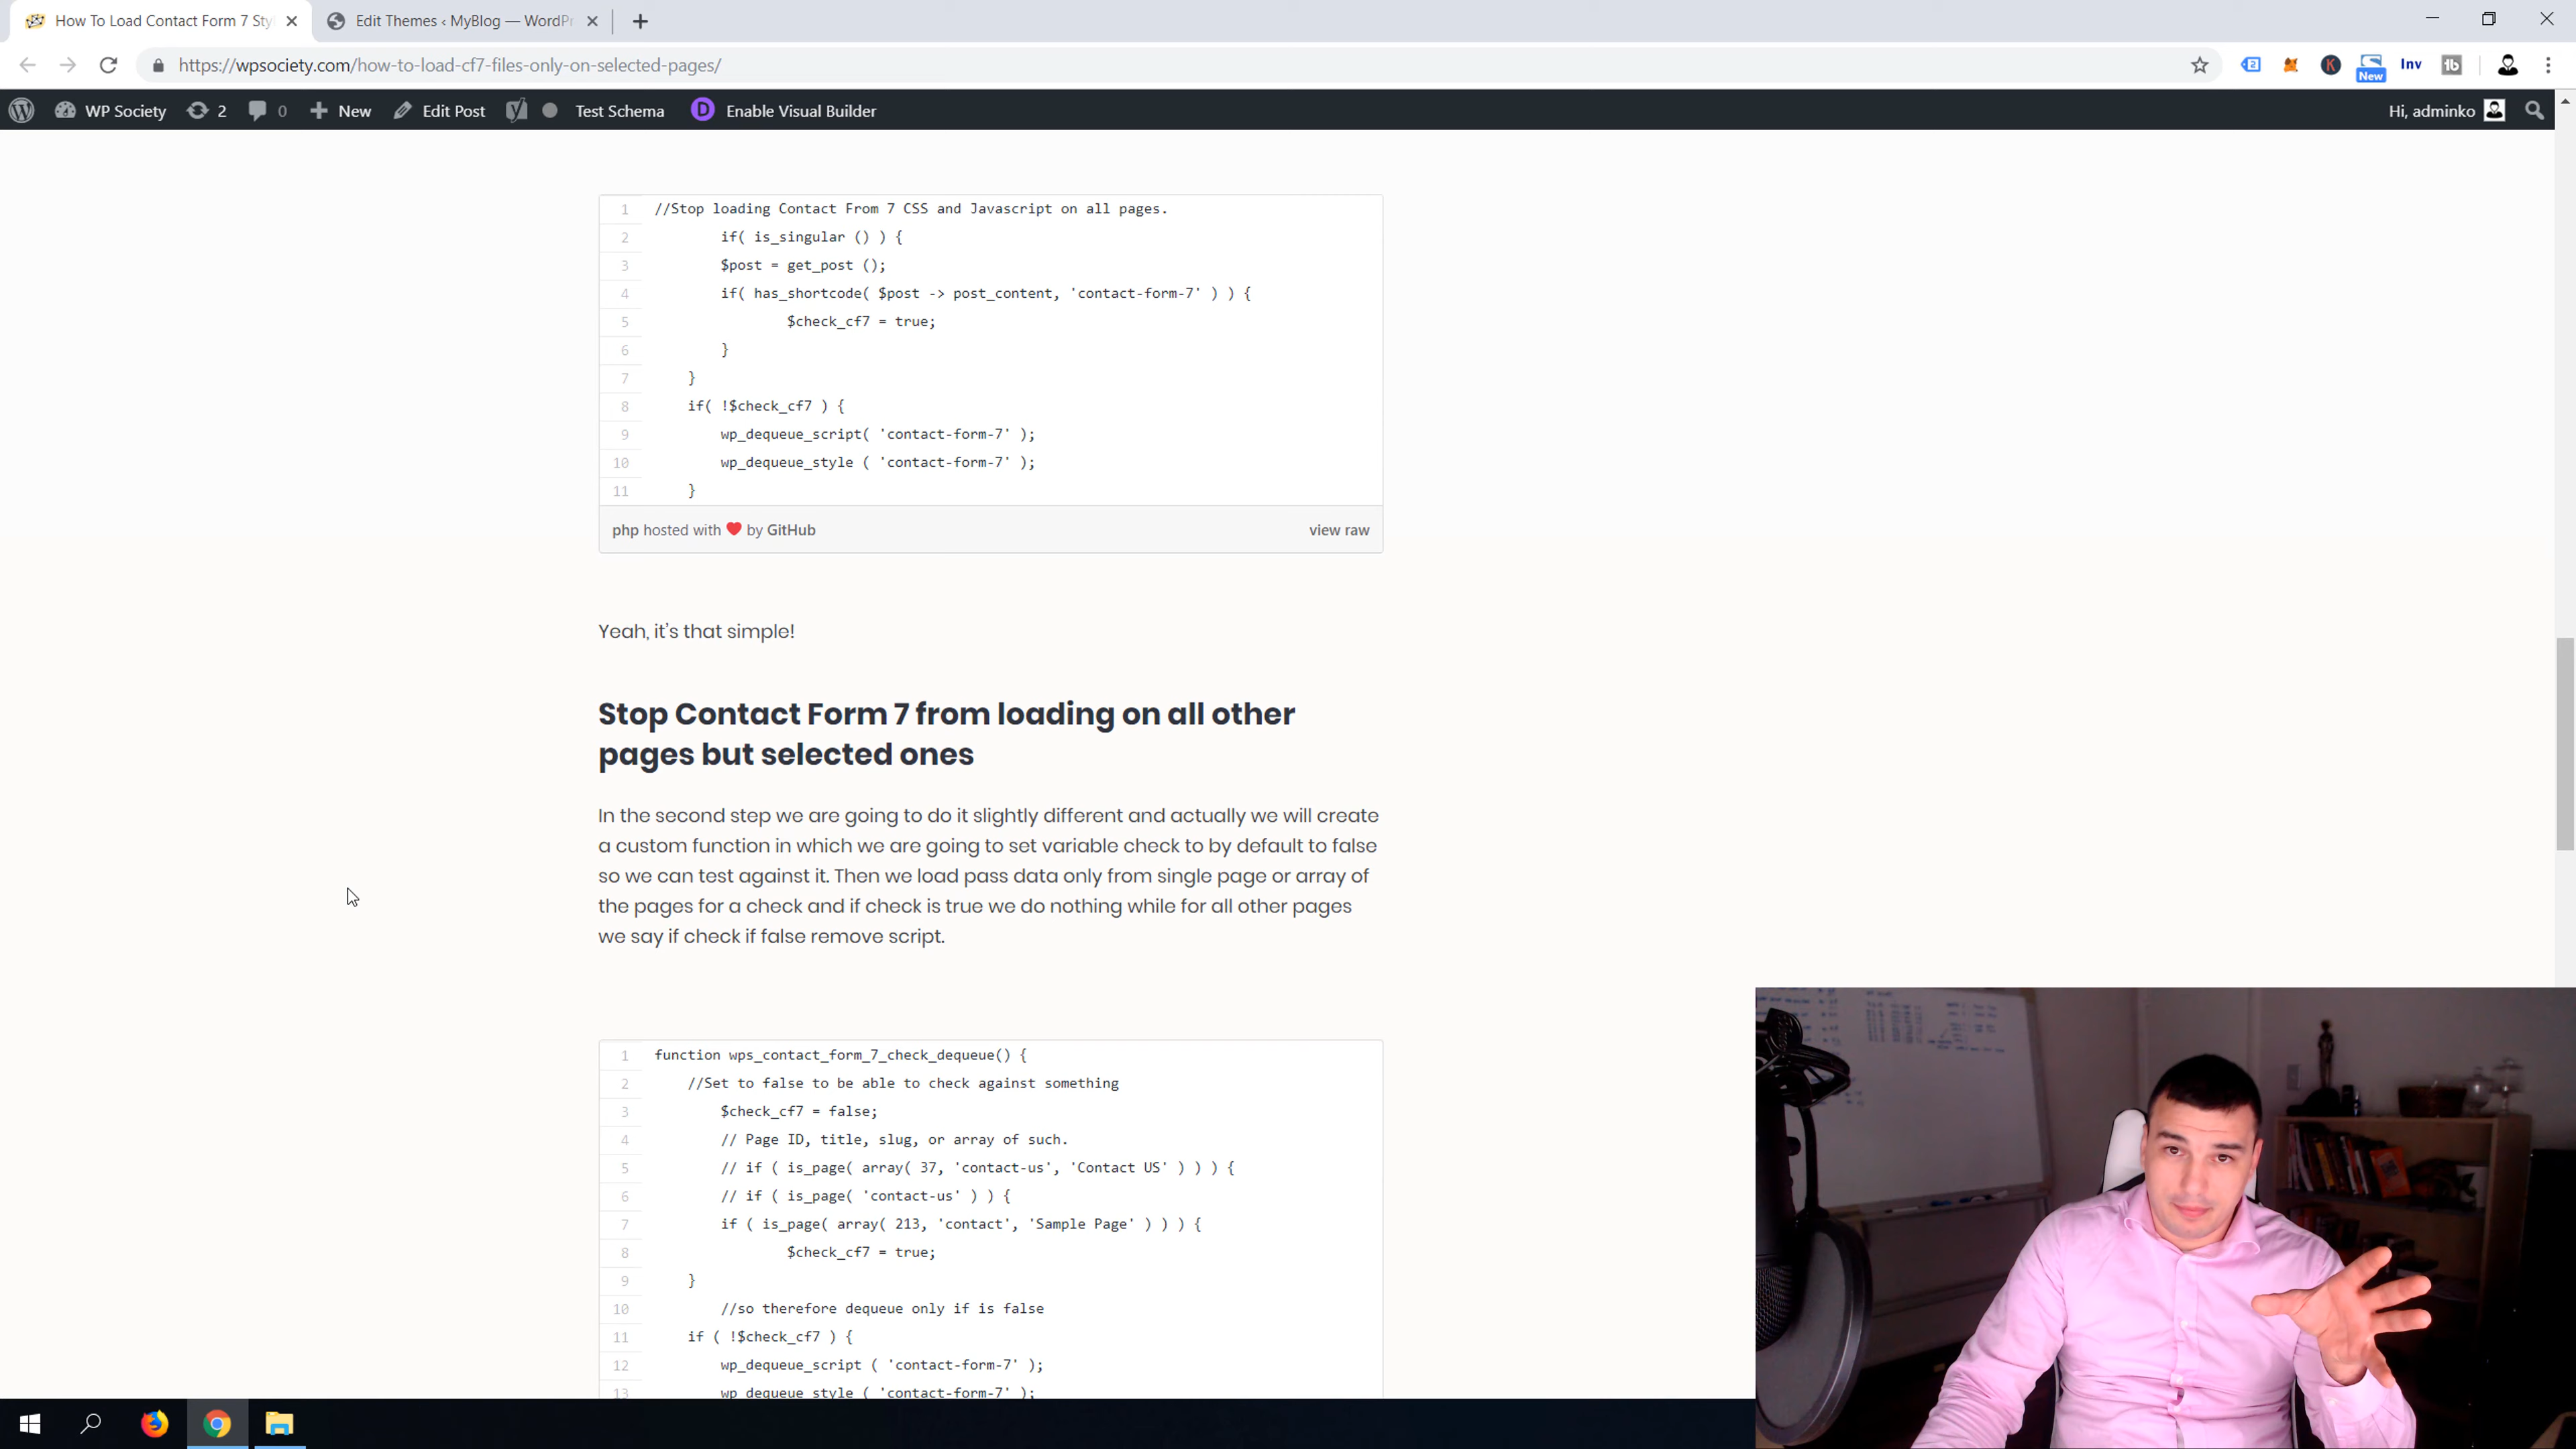 How To Load Contact Form 7 Sty
Edit Themes ‹ MyBlog — WordPr
https://wpsociety.com/how-to-load-cf7-files-only-on-selected-pages/
New
Inv
WP Society 2 0 New Edit Post Test Schema D Enable Visual Builder Hi, adminko
1 //Stop loading Contact From 7 CSS and Javascript on all pages.
2 if( is_singular () ) {
3 $post = get_post ();
4 if( has_shortcode( $post -> post_content, 'contact-form-7' ) ) {
5 $check_cf7 = true;
6 }
7 }
8 if( !$check_cf7 ) {
9 wp_dequeue_script( 'contact-form-7' );
10 wp_dequeue_style ( 'contact-form-7' );
11 }
php hosted with ❤ by GitHub view raw
Yeah, it's that simple!
Stop Contact Form 7 from loading on all other
pages but selected ones
In the second step we are going to do it slightly different and actually we will create
a custom function in which we are going to set variable check to by default to false
so we can test against it. Then we load pass data only from single page or array of
the pages for a check and if check is true we do nothing while for all other pages
we say if check if false remove script.
1 function wps_contact_form_7_check_dequeue() {
2 //Set to false to be able to check against something
3 $check_cf7 = false;
4 // Page ID, title, slug, or array of such.
5 // if ( is_page( array( 37, 'contact-us', 'Contact US' ) ) ) {
6 // if ( is_page( 'contact-us' ) ) {
7 if ( is_page( array( 213, 'contact', 'Sample Page' ) ) ) {
8 $check_cf7 = true;
9 }
10 //so therefore dequeue only if is false
11 if ( !$check_cf7 ) {
12 wp_dequeue_script ( 'contact-form-7' );
13 wp_dequeue_style ( 'contact-form-7' );